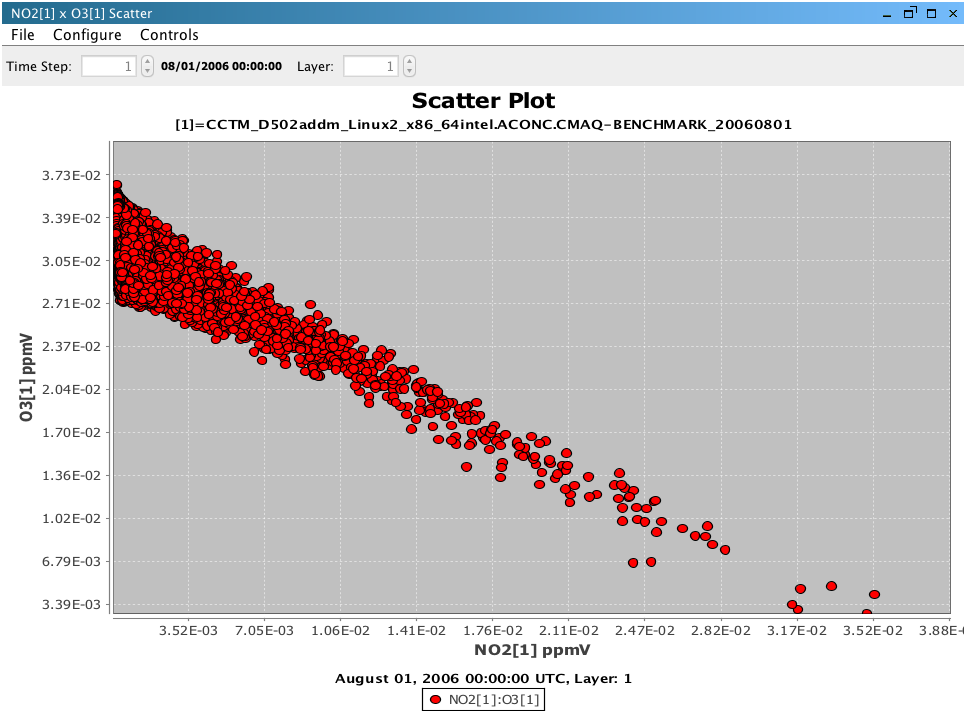 NO2[1] x O3[1] Scatter
File Configure Controls
Time Step: 1 08/01/2006 00:00:00 Layer: 1
Scatter Plot
[1]=CCTM_D502addm_Linux2_x86_64intel.ACONC.CMAQ-BENCHMARK_20060801
3.73E-02
3.39E-02
3.05E-02
2.71E-02
2.37E-02
2.04E-02
1.70E-02
1.36E-02
1.02E-02
6.79E-03
3.39E-03
O3[1] ppmV
3.52E-03 7.05E-03 1.06E-02 1.41E-02 1.76E-02 2.11E-02 2.47E-02 2.82E-02 3.17E-02 3.52E-02 3.88E-
NO2[1] ppmV
August 01, 2006 00:00:00 UTC, Layer: 1
NO2[1]:O3[1]